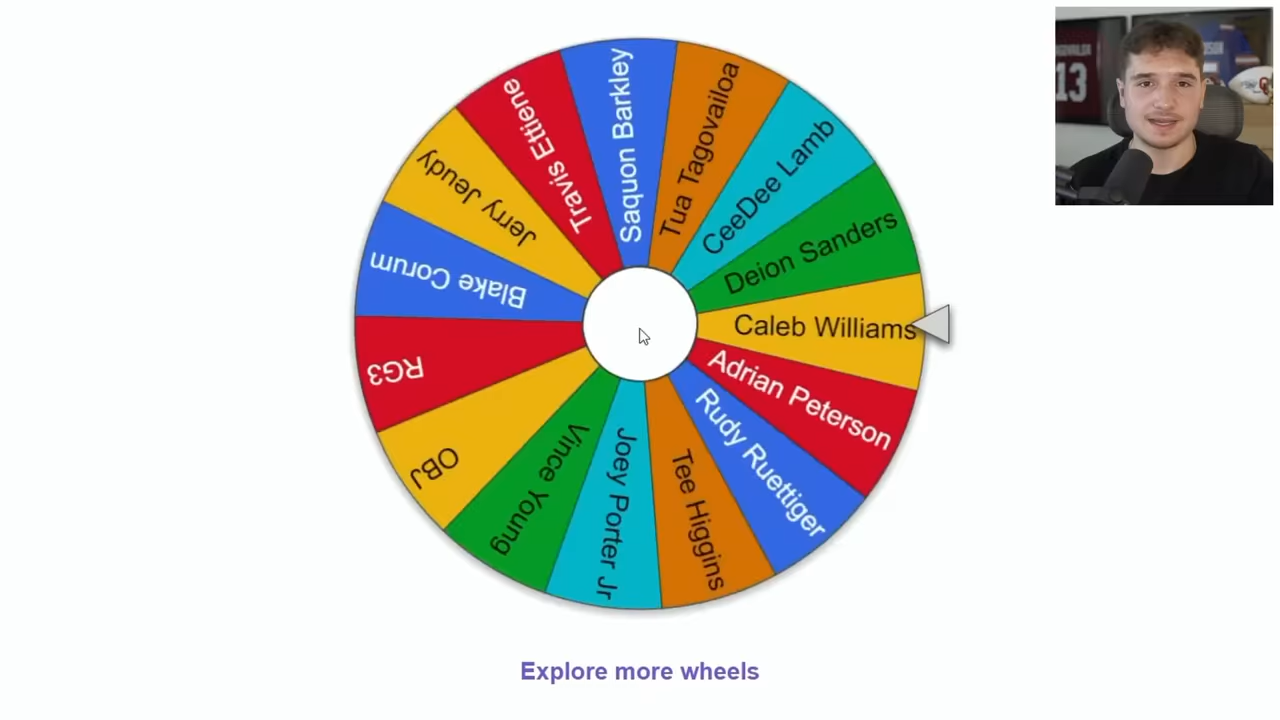 Saquon Barkley
Tua Tagovailoa
CeeDee Lamb
Deion Sanders
Caleb Williams
Adrian Peterson
Rudy Ruettiger
Tee Higgins
Joey Porter Jr
Vince Young
OBJ
RG3
Blake Corum
Jerry Jeudy
Travis Ettiene
13
Explore more wheels